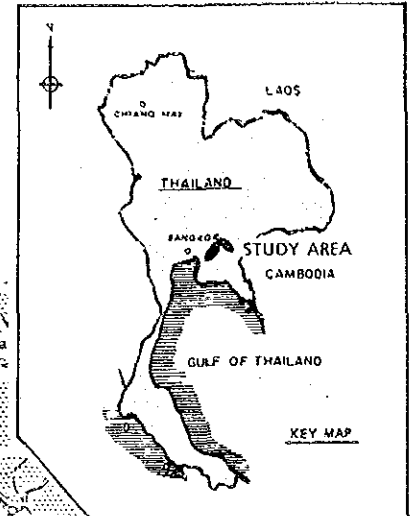 N
LAOS
CHIANG MAI
THAILAND
BANGKOK
STUDY AREA
CAMBODIA
GULF OF THAILAND
KEY MAP
a